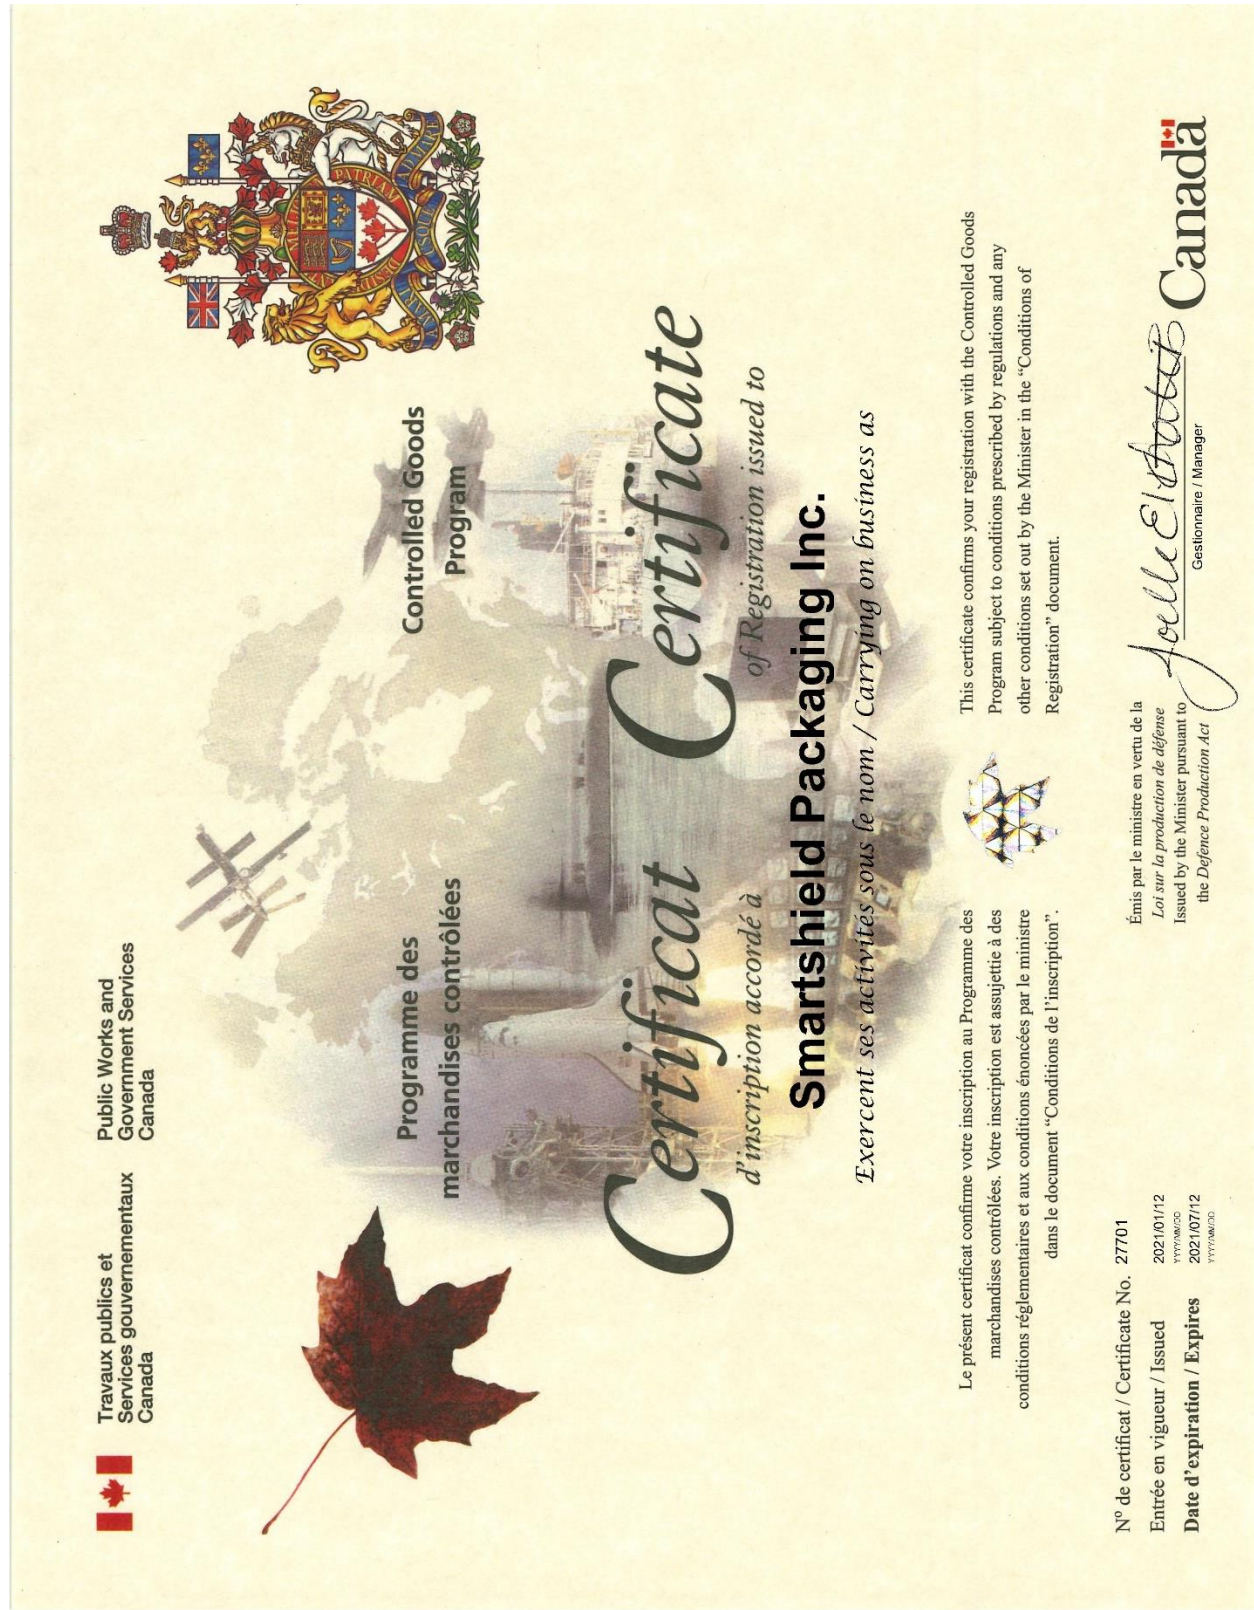 Travaux publics et
Services gouvernementaux
Canada
Public Works and
Government Services
Canada
Programme des
marchandises contrôlées
Controlled Goods
Program
Certificat
Certificate
d'inscription accordé à
of Registration issued to
Smartshield Packaging Inc.
Exercent ses activités sous le nom / Carrying on business as
Le présent certificat confirme votre inscription au Programme des
marchandises contrôlées. Votre inscription est assujettie à des
conditions réglementaires et aux conditions énoncées par le ministre
dans le document “Conditions de l'inscription”.
This certificate confirms your registration with the Controlled Goods
Program subject to conditions prescribed by regulations and any
other conditions set out by the Minister in the “Conditions of
Registration” document.
Nº de certificat / Certificate No. 27701
Entrée en vigueur / Issued 2021/01/12
YYYY/MM/DD
Date d'expiration / Expires 2021/07/12
YYYY/MM/DD
Émis par le ministre en vertu de la
Loi sur la production de défense
Issued by the Minister pursuant to
the Defence Production Act
Gestionnaire / Manager
Canada
PATRIAM